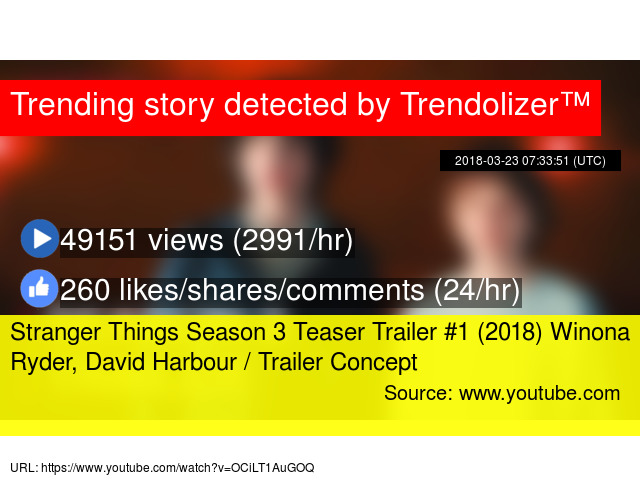 Trending story detected by Trendolizer™
2018-03-23 07:33:51 (UTC)
49151 views (2991/hr)
260 likes/shares/comments (24/hr)
Stranger Things Season 3 Teaser Trailer #1 (2018) Winona
Ryder, David Harbour / Trailer Concept
Source: www.youtube.com
URL: https://www.youtube.com/watch?v=OCiLT1AuGOQ